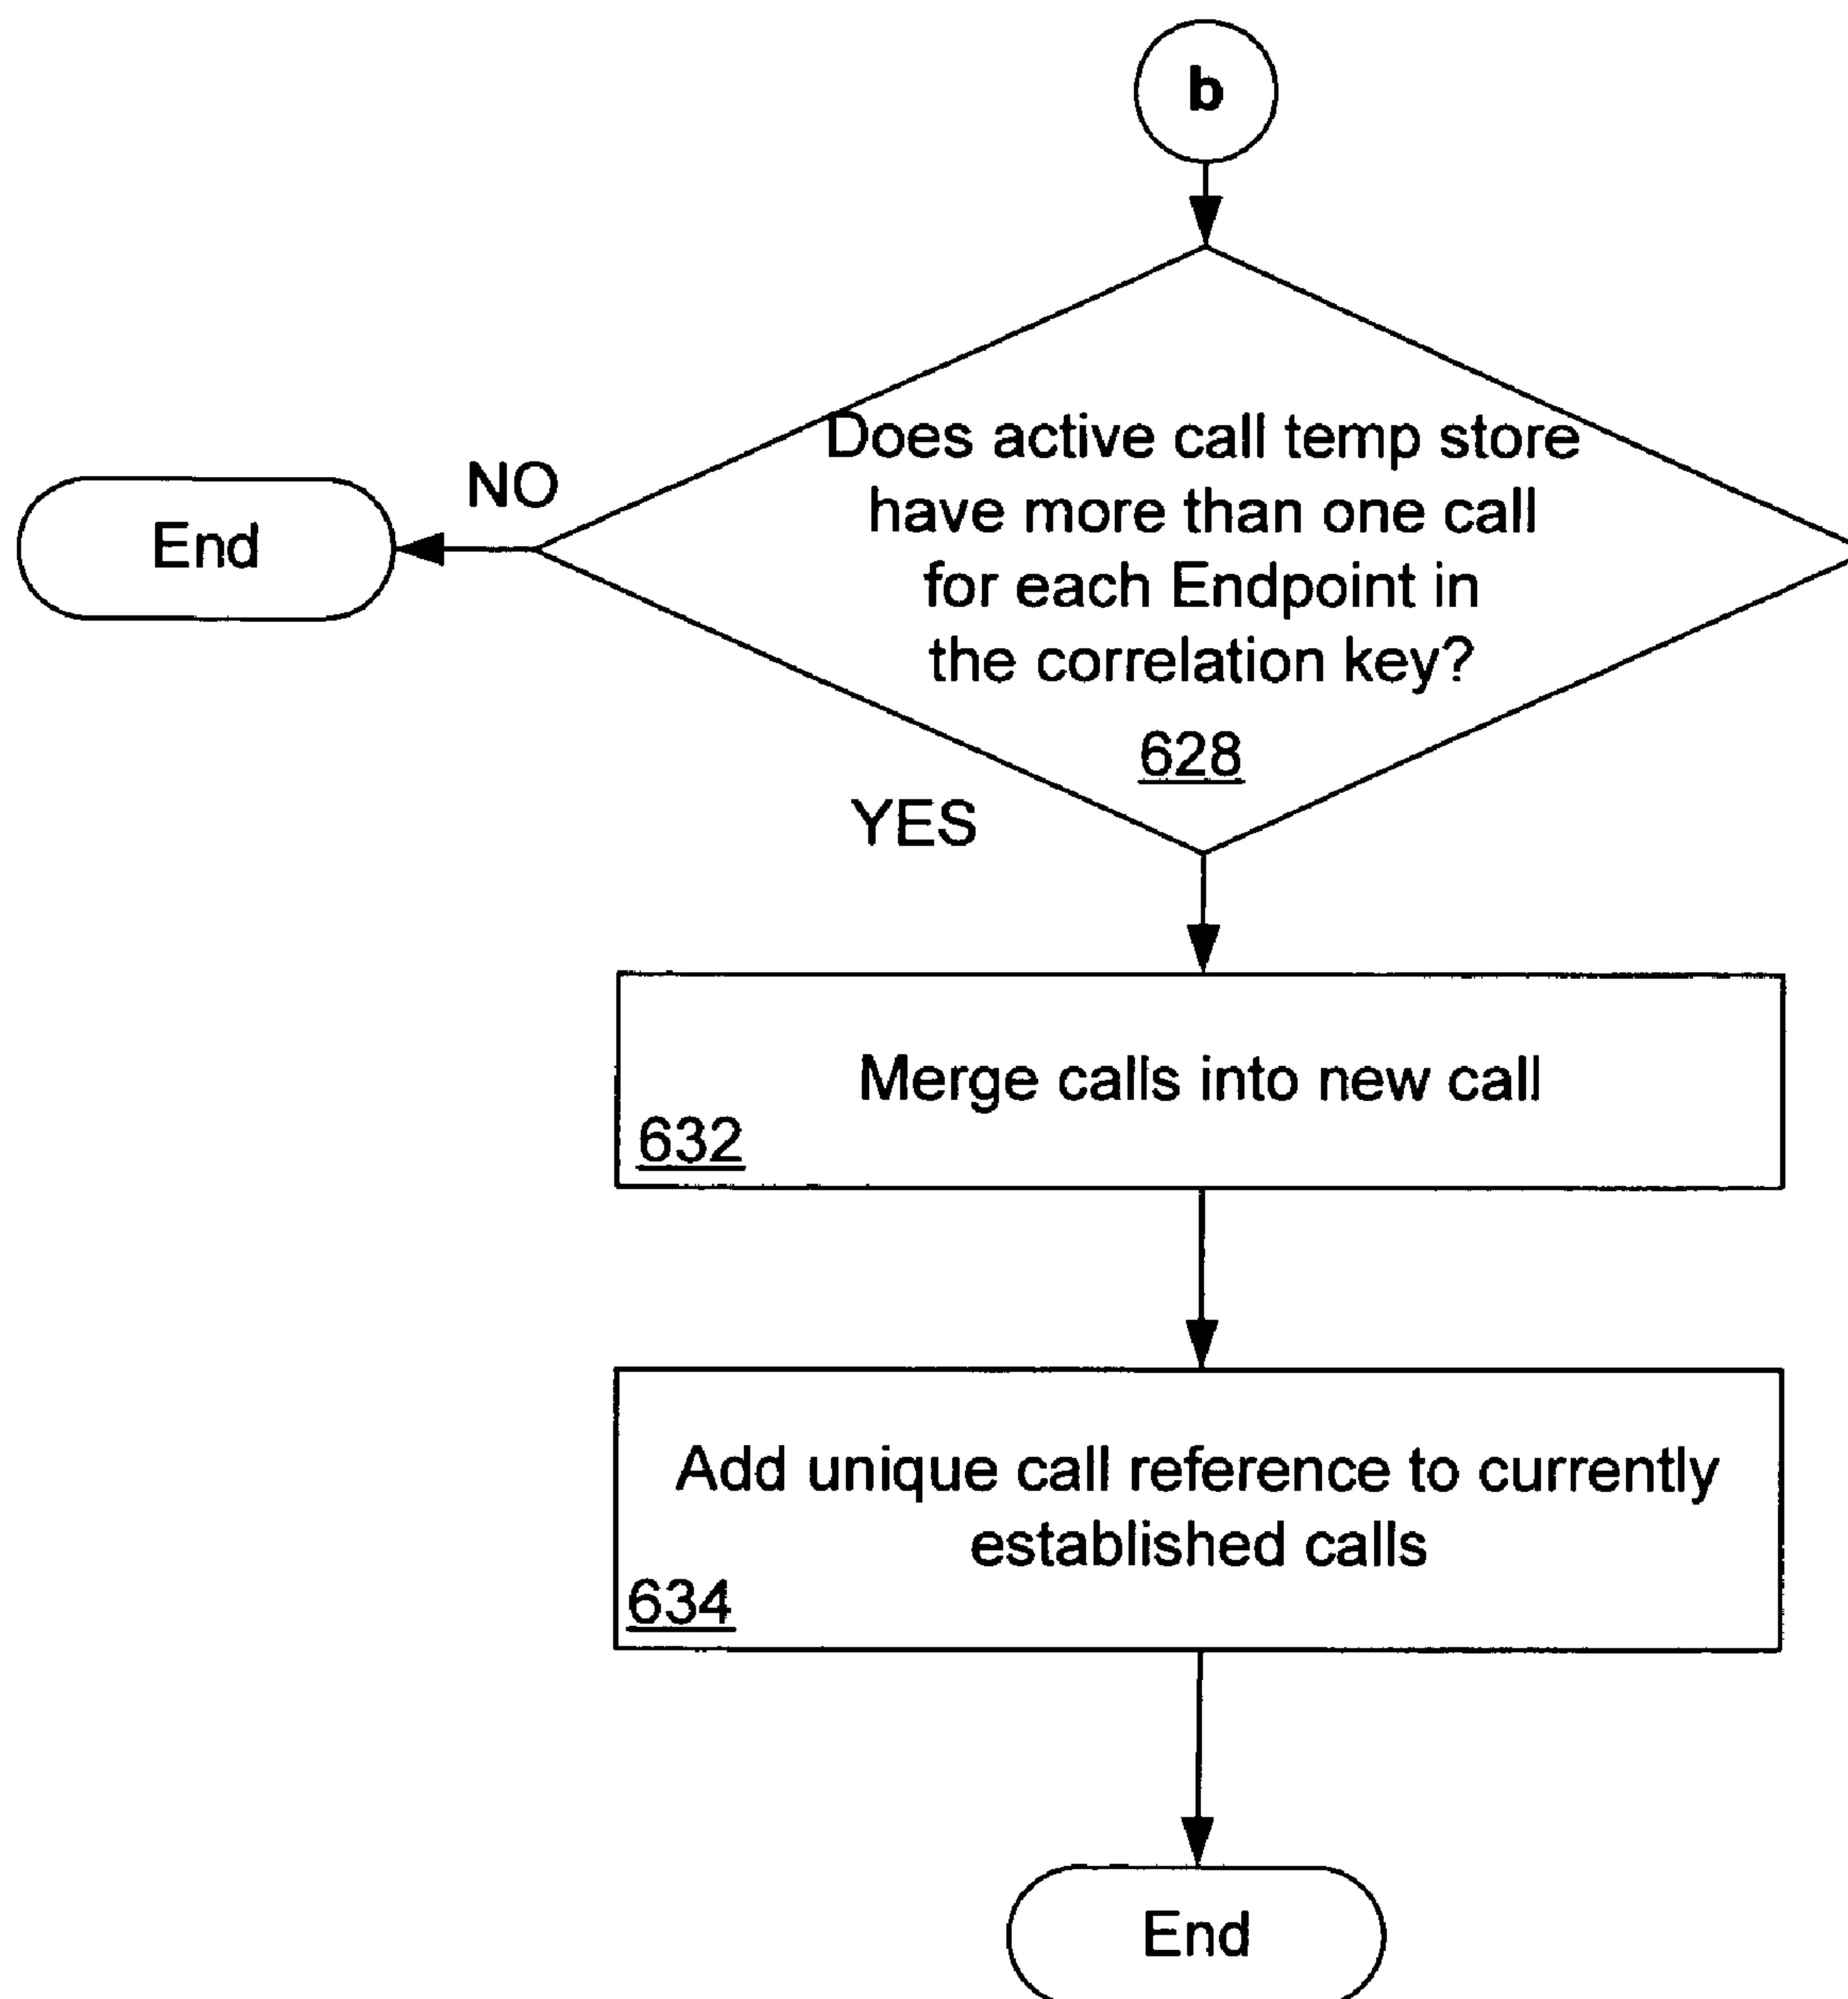 b
Does active call temp store
have more than one call
for each Endpoint in
the correlation key?
628
NO
End
YES
Merge calls into new call
632
Add unique call reference to currently
established calls
634
End